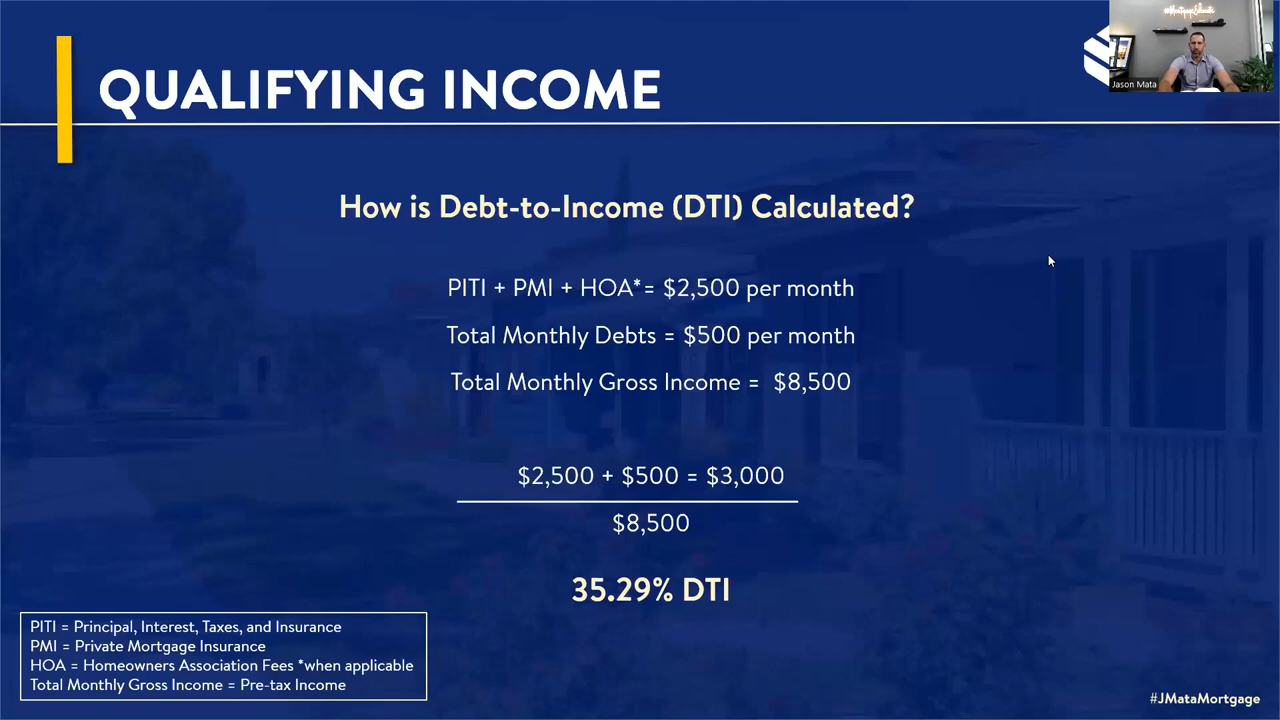 QUALIFYING INCOME
Jason Mata
How is Debt-to-Income (DTI) Calculated?
PITI + PMI + HOA*= $2,500 per month
Total Monthly Debts = $500 per month
Total Monthly Gross Income = $8,500
$2,500 + $500 = $3,000
$8,500
35.29% DTI
PITI = Principal, Interest, Taxes, and Insurance
PMI = Private Mortgage Insurance
HOA = Homeowners Association Fees *when applicable
Total Monthly Gross Income = Pre-tax Income
#JMataMortgage